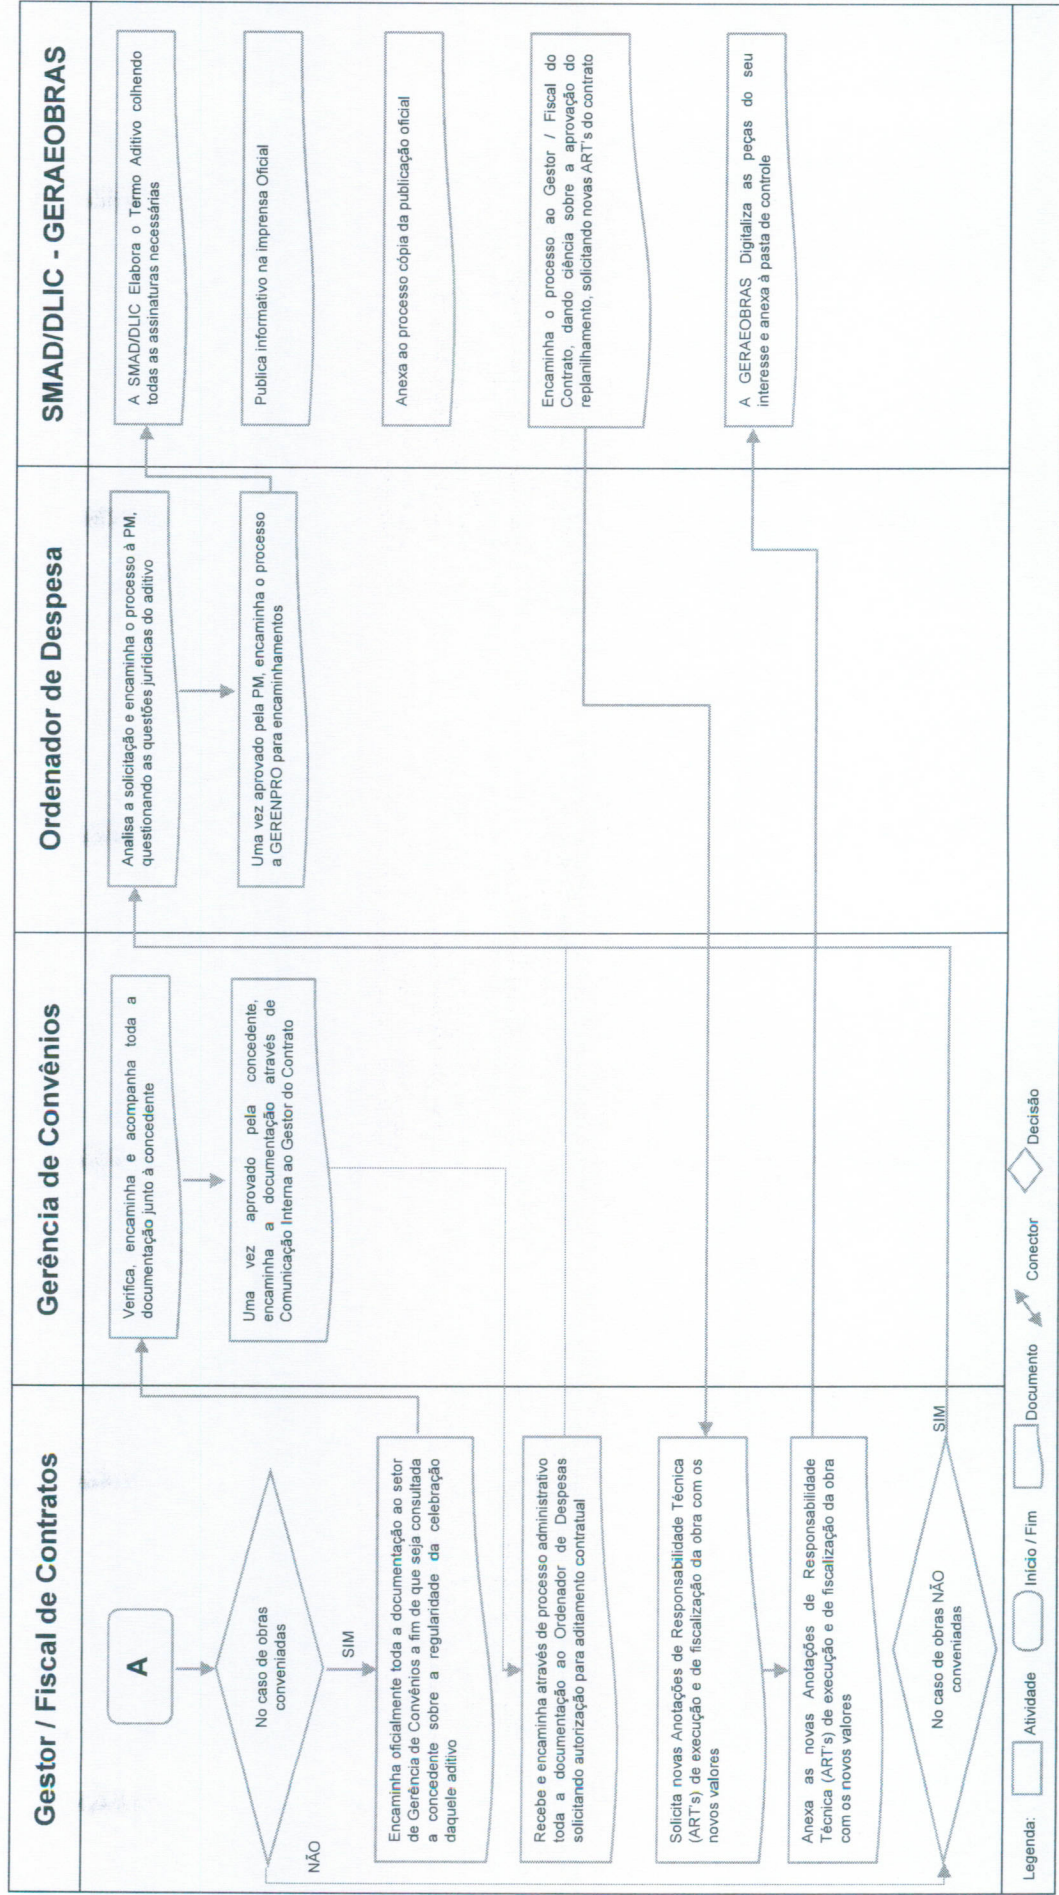 Gestor / Fiscal de Contratos
Gerência de Convênios
Ordenador de Despesa
SMAD/DLIC - GERAEOBRAS
A
No caso de obras
conveniadas
SIM
NÃO
Encaminha oficialmente toda a documentação ao setor
de Gerência de Convênios a fim de que seja consultada
a concedente sobre a regularidade da celebração
daquele aditivo
Recebe e encaminha através de processo administrativo
toda a documentação ao Ordenador de Despesas
solicitando autorização para aditamento contratual
Solicita novas Anotações de Responsabilidade Técnica
(ART's) de execução e de fiscalização da obra com os
novos valores
Anexa as novas Anotações de Responsabilidade
Técnica (ART's) de execução e de fiscalização da obra
com os novos valores
No caso de obras NÃO
conveniadas
SIM
Verifica, encaminha e acompanha toda a
documentação junto à concedente
Uma vez aprovado pela concedente,
encaminha a documentação através de
Comunicação Interna ao Gestor do Contrato
Analisa a solicitação e encaminha o processo à PM,
questionando as questões jurídicas do aditivo
Uma vez aprovado pela PM, encaminha o processo
a GERENPRO para encaminhamentos
A SMAD/DLIC Elabora o Termo Aditivo colhendo
todas as assinaturas necessárias
Publica informativo na imprensa Oficial
Anexa ao processo cópia da publicação oficial
Encaminha o processo ao Gestor / Fiscal do
Contrato, dando ciência sobre a aprovação do
replanilhamento, solicitando novas ART's do contrato
A GERAEOBRAS Digitaliza as peças do seu
interesse e anexa à pasta de controle
Legenda:
Atividade
Início / Fim
Documento
Conector
Decisão